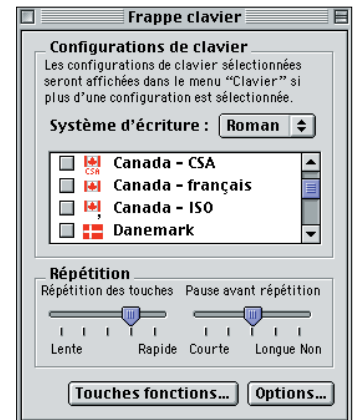 Frappe clavier
Configurations de clavier
Les configurations de clavier sélectionnées
seront affichées dans le menu “Clavier” si
plus d’une configuration est sélectionnée.
Système d’écriture : Roman
CSA Canada - CSA
Canada - français
Canada - ISO
Danemark
Répétition
Répétition des touches Pause avant répétition
Lente Rapide Courte Longue Non
Touches fonctions... Options...